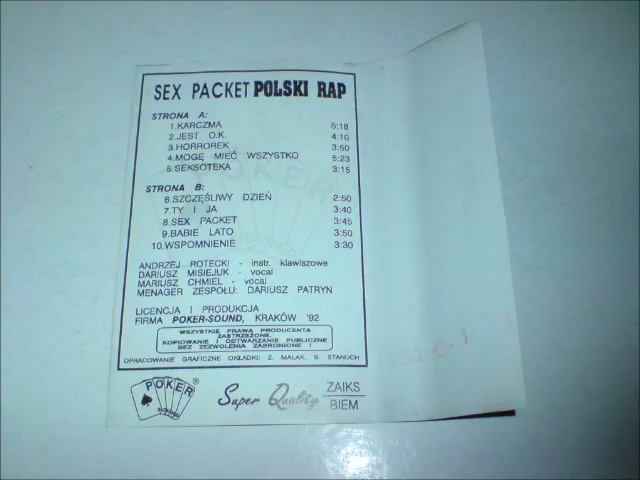 SEX PACKET POLSKI RAP
STRONA A:
1.KARCZMA 5:18
2.JEST O.K. 4:10
3.HORROREK 3:50
4.MOGĘ MIEĆ WSZYSTKO 5:23
5.SEKSOTEKA 3:15
STRONA B:
6.SZCZĘŚLIWY DZIEŃ 2:50
7.TY I JA 3:40
8.SEX PACKET 3:45
9.BABIE LATO 3:50
10.WSPOMNIENIE 3:30
ANDRZEJ ROTECKI - instr. klawiszowe
DARIUSZ MISIEJUK - vocal
MARIUSZ CHMIEL - vocal
MENAGER ZESPOŁU: DARIUSZ PATRYN
LICENCJA I PRODUKCJA
FIRMA POKER-SOUND, KRAKÓW '92
WSZYSTKIE PRAWA PRODUCENTA
ZASTRZEŻONE.
KOPIOWANIE I ODTWARZANIE PUBLICZNE
BEZ ZEZWOLENIA ZABRONIONE !
OPRACOWANIE GRAFICZNE OKŁADKI: Z. MALAK, S. STANUCH
POKER®
Super Quality
ZAIKS
BIEM